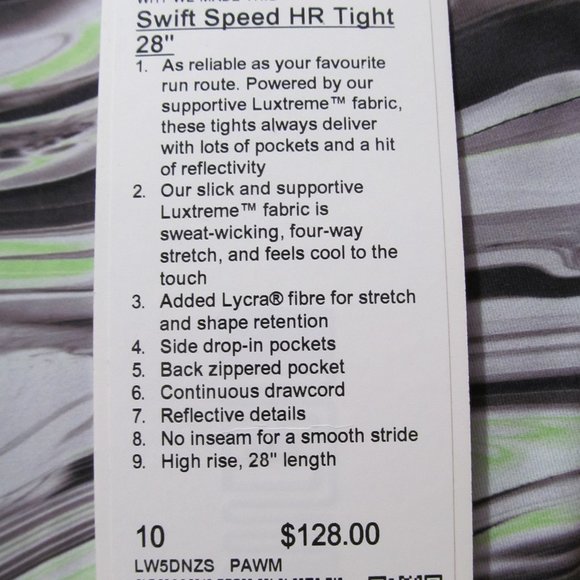 Swift Speed HR Tight
28"
1. As reliable as your favourite
run route. Powered by our
supportive Luxtreme™ fabric,
these tights always deliver
with lots of pockets and a hit
of reflectivity
2. Our slick and supportive
Luxtreme™ fabric is
sweat-wicking, four-way
stretch, and feels cool to the
touch
3. Added Lycra® fibre for stretch
and shape retention
4. Side drop-in pockets
5. Back zippered pocket
6. Continuous drawcord
7. Reflective details
8. No inseam for a smooth stride
9. High rise, 28" length
10 $128.00
LW5DNZS PAWM